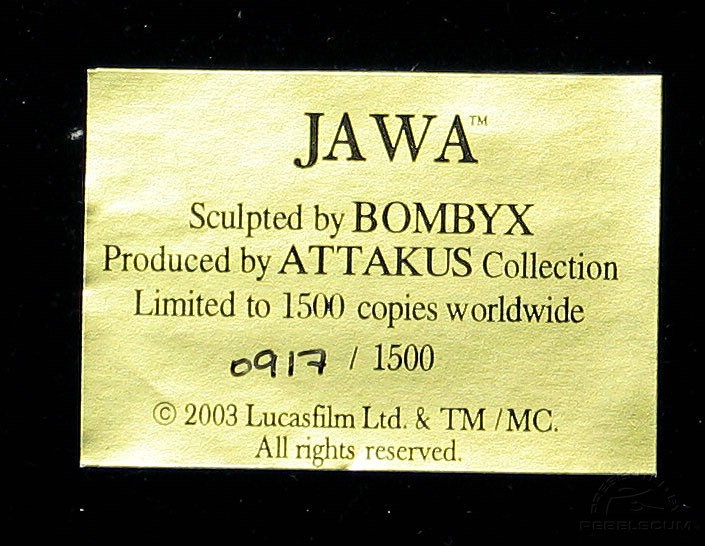 JAWA™
Sculpted by BOMBYX
Produced by ATTAKUS Collection
Limited to 1500 copies worldwide
0917 / 1500
© 2003 Lucasfilm Ltd. & TM / MC.
All rights reserved.
REBELSCUM